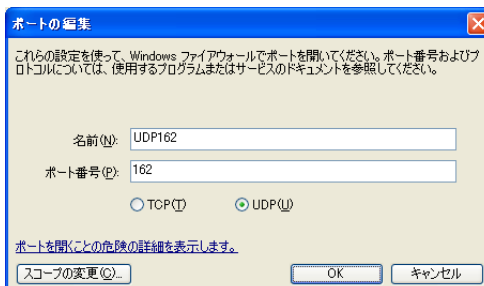 ポートの編集
これらの設定を使って、Windows ファイアウォールでポートを開いてください。ポート番号およびプ
ロトコルについては、使用するプログラムまたはサービスのドキュメントを参照してください。
名前(N): UDP162
ポート番号(P): 162
TCP(T) UDP(U)
ポートを開くことの危険の詳細を表示します。
スコープの変更(C)... OK キャンセル